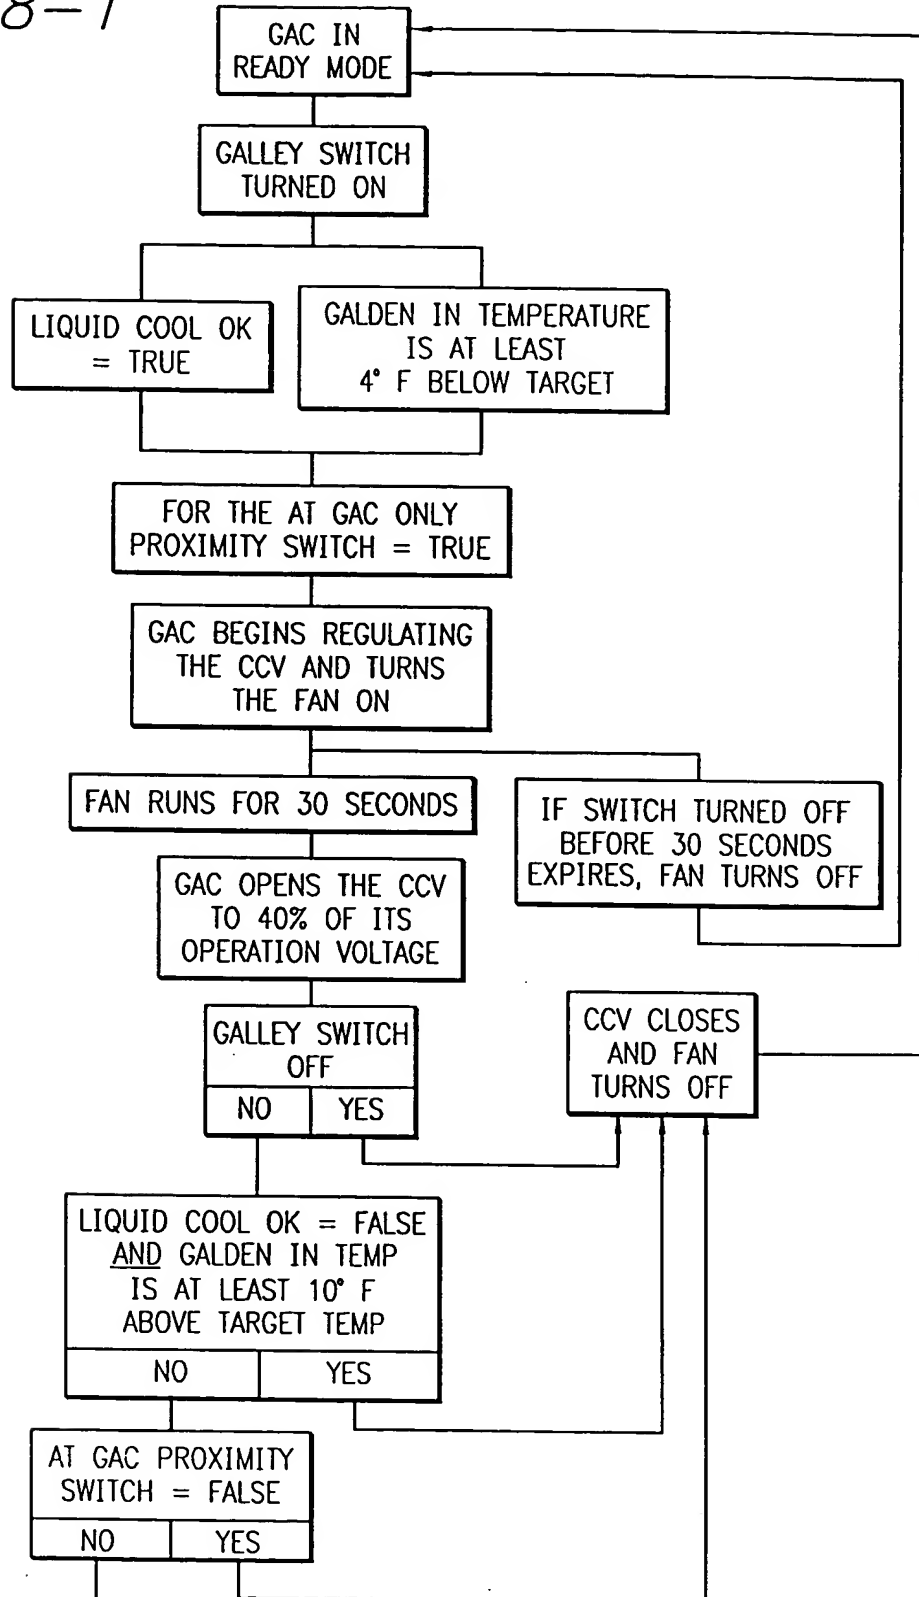 8-1
GAC IN
READY MODE
GALLEY SWITCH
TURNED ON
LIQUID COOL OK
= TRUE
GALDEN IN TEMPERATURE
IS AT LEAST
4° F BELOW TARGET
FOR THE AT GAC ONLY
PROXIMITY SWITCH = TRUE
GAC BEGINS REGULATING
THE CCV AND TURNS
THE FAN ON
FAN RUNS FOR 30 SECONDS
IF SWITCH TURNED OFF
BEFORE 30 SECONDS
EXPIRES, FAN TURNS OFF
GAC OPENS THE CCV
TO 40% OF ITS
OPERATION VOLTAGE
GALLEY SWITCH
OFF
NO
YES
CCV CLOSES
AND FAN
TURNS OFF
LIQUID COOL OK = FALSE
AND GALDEN IN TEMP
IS AT LEAST 10° F
ABOVE TARGET TEMP
NO
YES
AT GAC PROXIMITY
SWITCH = FALSE
NO
YES